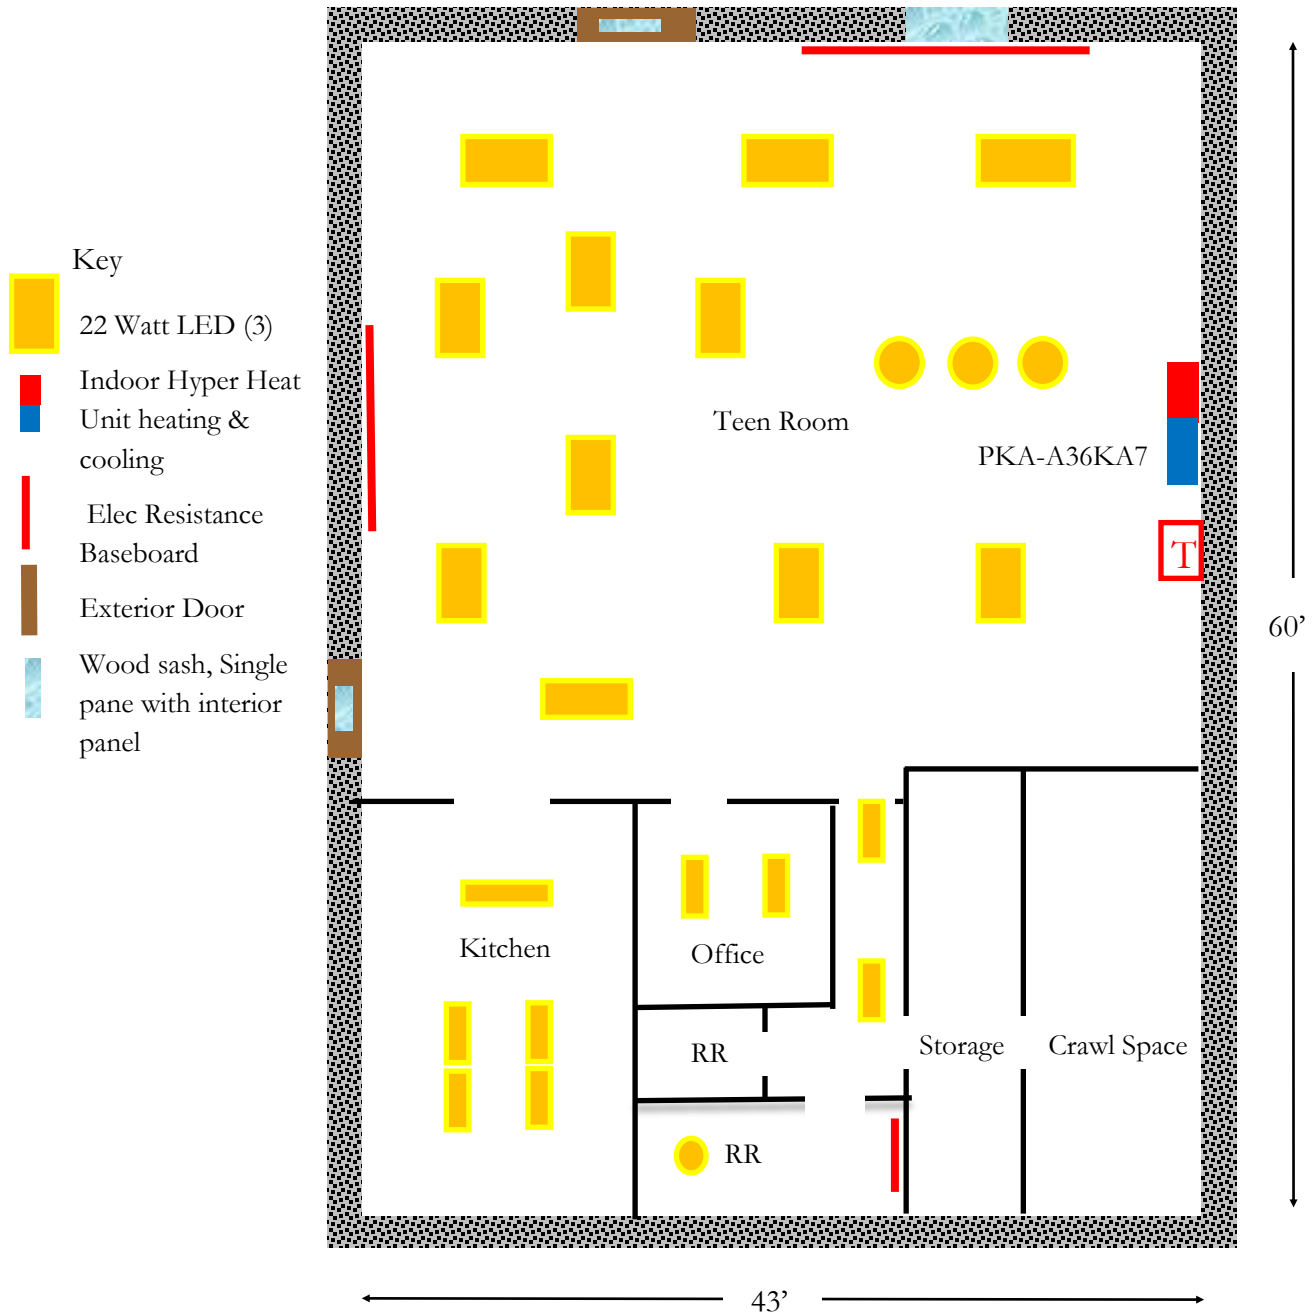 Key
22 Watt LED (3)
Indoor Hyper Heat
Unit heating &
cooling
Elec Resistance
Baseboard
Exterior Door
Wood sash, Single
pane with interior
panel
Teen Room
PKA-A36KA7
T
60’
Kitchen
Office
RR
Storage
Crawl Space
RR
43’